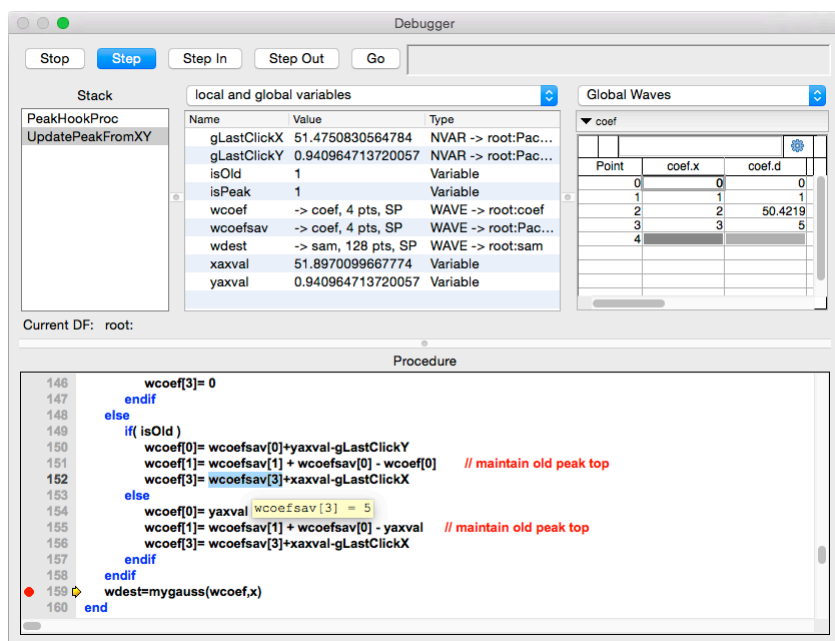 Debugger
Stop Step Step In Step Out Go
Stack
PeakHookProc
UpdatePeakFromXY
local and global variables
Name Value Type
gLastClickX 51.4750830564784 NVAR -> root:Pac...
gLastClickY 0.940964713720057 NVAR -> root:Pac...
isOld 1 Variable
isPeak 1 Variable
wcoef -> coef, 4 pts, SP WAVE -> root:coef
wcoefsav -> coef, 4 pts, SP WAVE -> root:Pac...
wdest -> sam, 128 pts, SP WAVE -> root:sam
xaxval 51.8970099667774 Variable
yaxval 0.940964713720057 Variable
Global Waves
coef
Point coef.x coef.d
0 0 0
1 1 1
2 2 50.4219
3 3 5
4
Current DF: root:
Procedure
146 wcoef[3]= 0
147 endif
148 else
149 if( isOld )
150 wcoef[0]= wcoefsav[0]+yaxval-gLastClickY
151 wcoef[1]= wcoefsav[1] + wcoefsav[0] - wcoef[0] // maintain old peak top
152 wcoef[3]= wcoefsav[3]+xaxval-gLastClickX
153 else
154 wcoef[0]= yaxval
wcoefsav[3] = 5
155 wcoef[1]= wcoefsav[1] + wcoefsav[0] - yaxval // maintain old peak top
156 wcoef[3]= wcoefsav[3]+xaxval-gLastClickX
157 endif
158 endif
159 wdest=mygauss(wcoef,x)
160 end